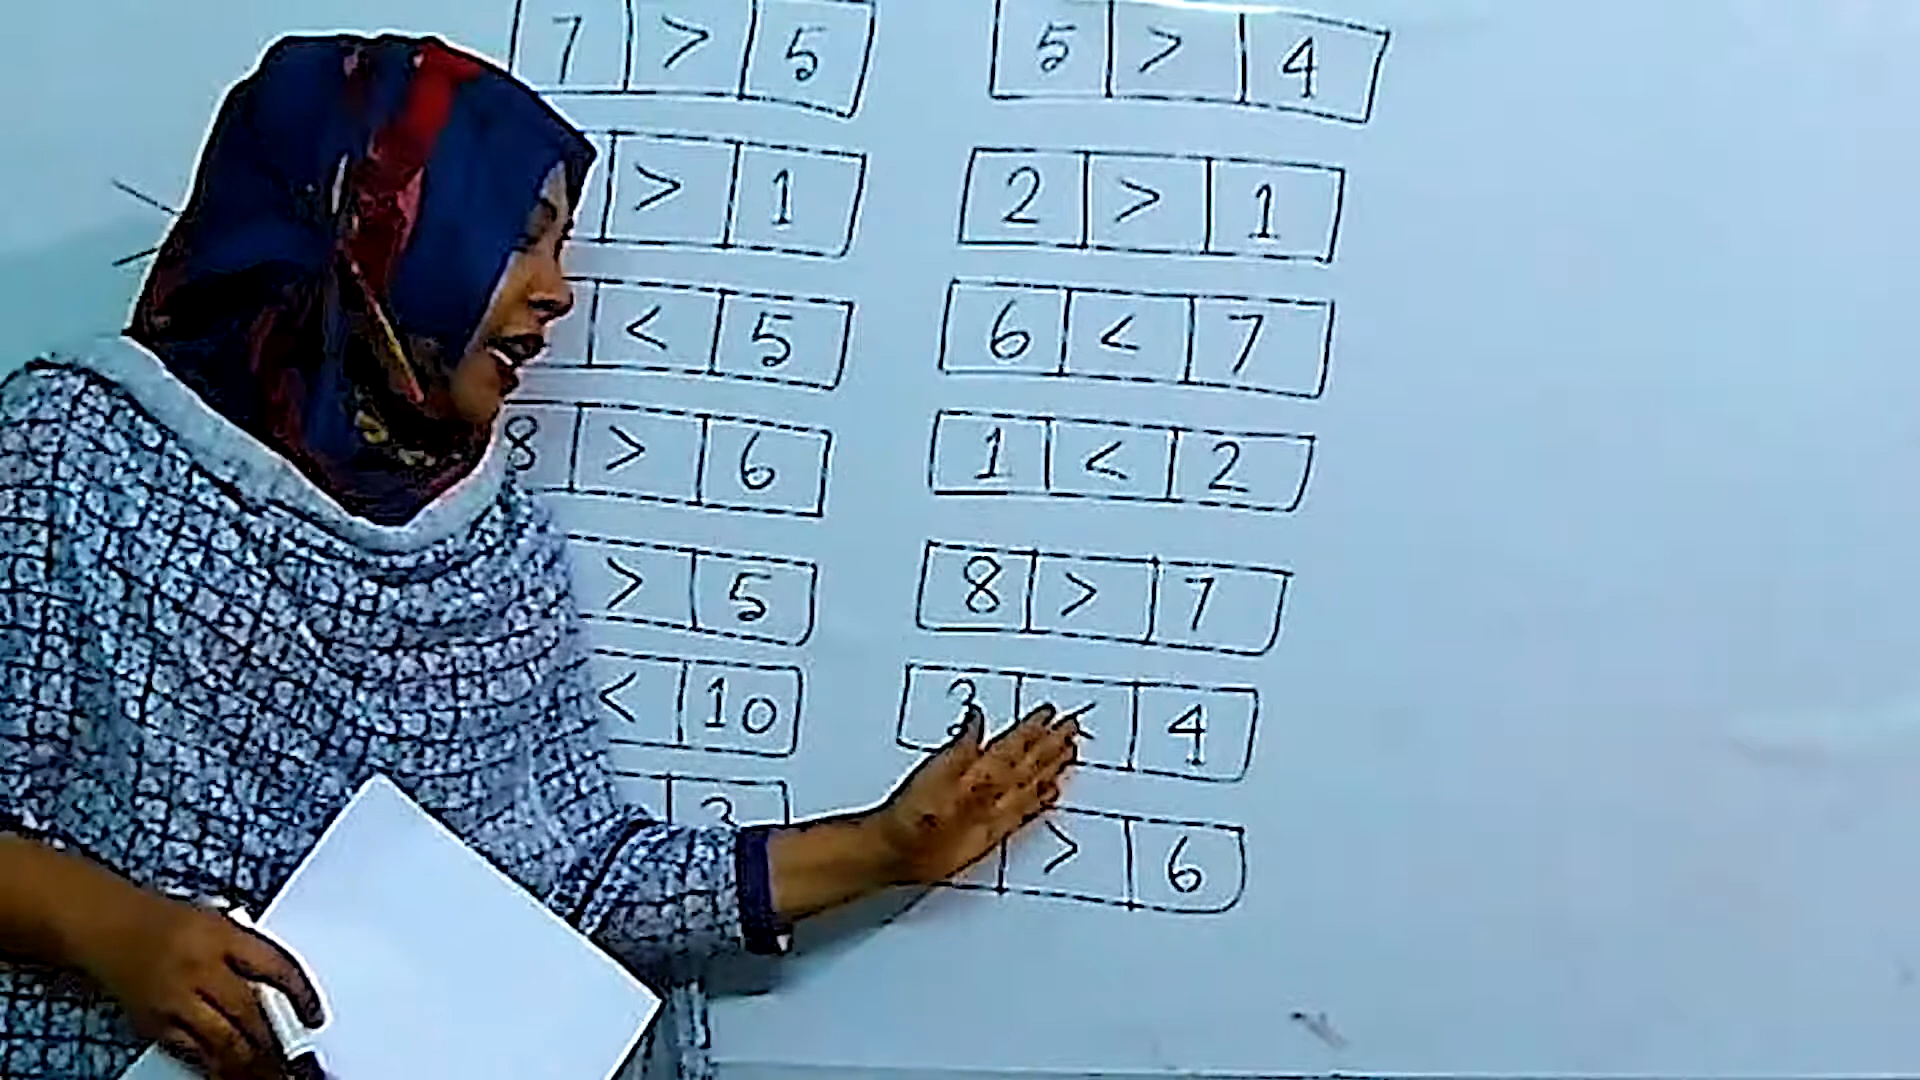 7 > 5 5 > 4
> 1 2 > 1
< 5 6 < 7
8 > 6 1 < 2
> 5 8 > 7
< 10 3 < 4
> 6